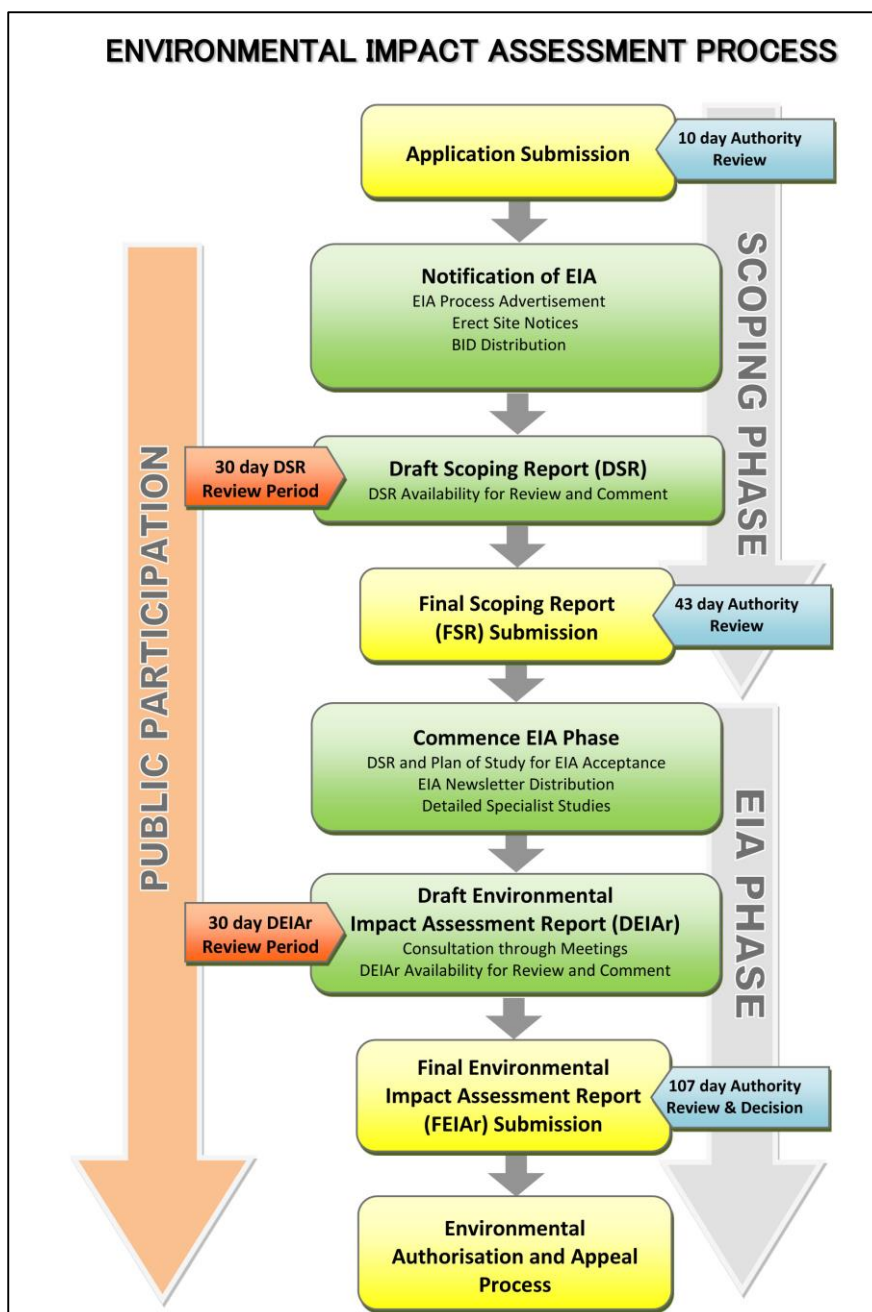 ENVIRONMENTAL IMPACT ASSESSMENT PROCESS
Application Submission
10 day Authority
Review
Notification of EIA
EIA Process Advertisement
Erect Site Notices
BID Distribution
SCOPING PHASE
PUBLIC PARTICIPATION
30 day DSR
Review Period
Draft Scoping Report (DSR)
DSR Availability for Review and Comment
Final Scoping Report
(FSR) Submission
43 day Authority
Review
Commence EIA Phase
DSR and Plan of Study for EIA Acceptance
EIA Newsletter Distribution
Detailed Specialist Studies
EIA PHASE
30 day DEIAr
Review Period
Draft Environmental
Impact Assessment Report (DEIAr)
Consultation through Meetings
DEIAr Availability for Review and Comment
Final Environmental
Impact Assessment Report
(FEIAr) Submission
107 day Authority
Review & Decision
Environmental
Authorisation and Appeal
Process